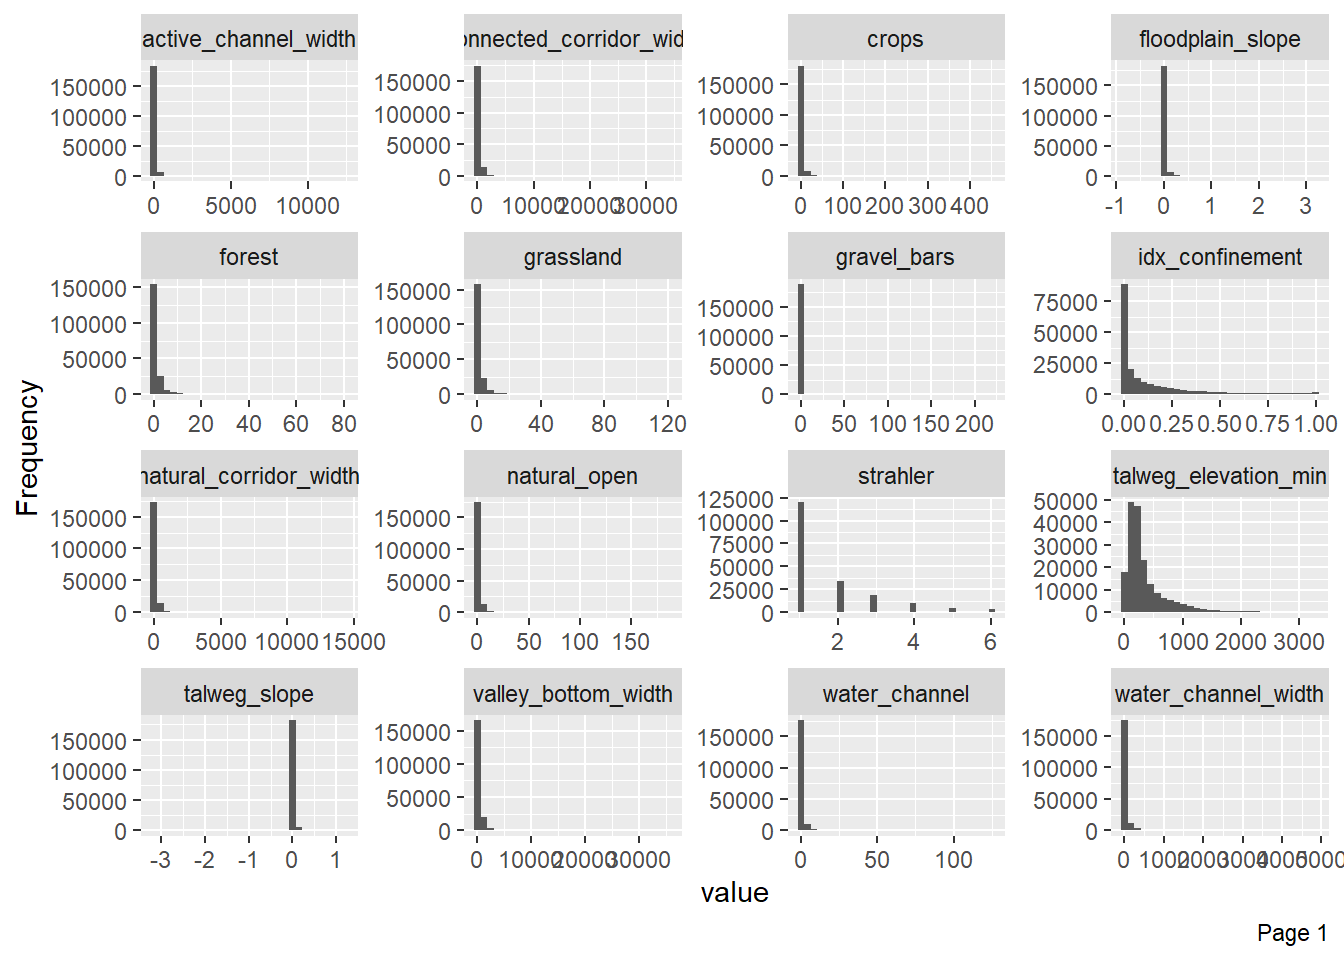 active_channel_width
150000
100000
50000
0
0 5000 10000
onnected_corridor_wid
150000
100000
50000
0
0 10000 20000 30000
crops
150000
100000
50000
0
0 100 200 300 400
floodplain_slope
150000
100000
50000
0
-1 0 1 2 3
forest
150000
100000
50000
0
0 20 40 60 80
grassland
150000
100000
50000
0
0 40 80 120
gravel_bars
150000
100000
50000
0
0 50 100 150 200
idx_confinement
75000
50000
25000
0
0.00 0.25 0.50 0.75 1.00
natural_corridor_width
150000
100000
50000
0
0 5000 10000 15000
natural_open
150000
100000
50000
0
0 50 100 150
strahler
125000
100000
75000
50000
25000
0
2 4 6
talweg_elevation_min
50000
40000
30000
20000
10000
0
0 1000 2000 3000
talweg_slope
150000
100000
50000
0
-3 -2 -1 0 1
valley_bottom_width
150000
100000
50000
0
0 10000 20000 30000
water_channel
150000
100000
50000
0
0 50 100
water_channel_width
150000
100000
50000
0
0 1000 2000 3000 4000 5000
Frequency
value
Page 1